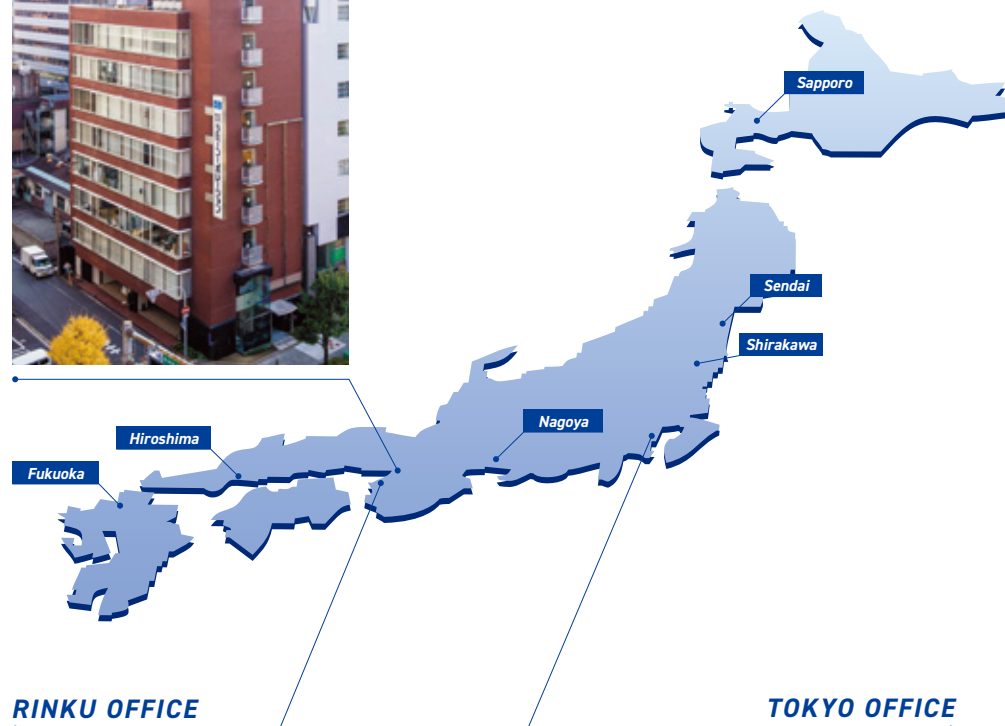 Sapporo
Sendai
Shirakawa
Nagoya
Hiroshima
Fukuoka
RINKU OFFICE
TOKYO OFFICE